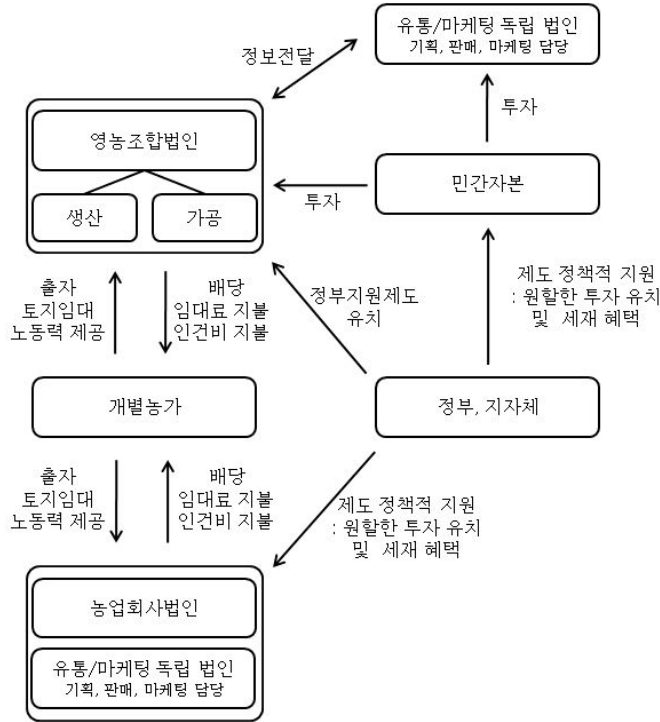 유통/마케팅 독립 법인
기획, 판매, 마케팅 담당
정보전달
투자
영농조합법인
민간자본
투자
생산
가공
제도 정책적 지원
: 원할한 투자 유치
및 세재 혜택
출자
토지임대
노동력 제공
배당
임대료 지불
인건비 지불
정부지원제도
유치
개별농가
정부, 지자체
출자
토지임대
노동력 제공
배당
임대료 지불
인건비 지불
제도 정책적 지원
: 원할한 투자 유치
및 세재 혜택
농업회사법인
유통/마케팅 독립 법인
기획, 판매, 마케팅 담당